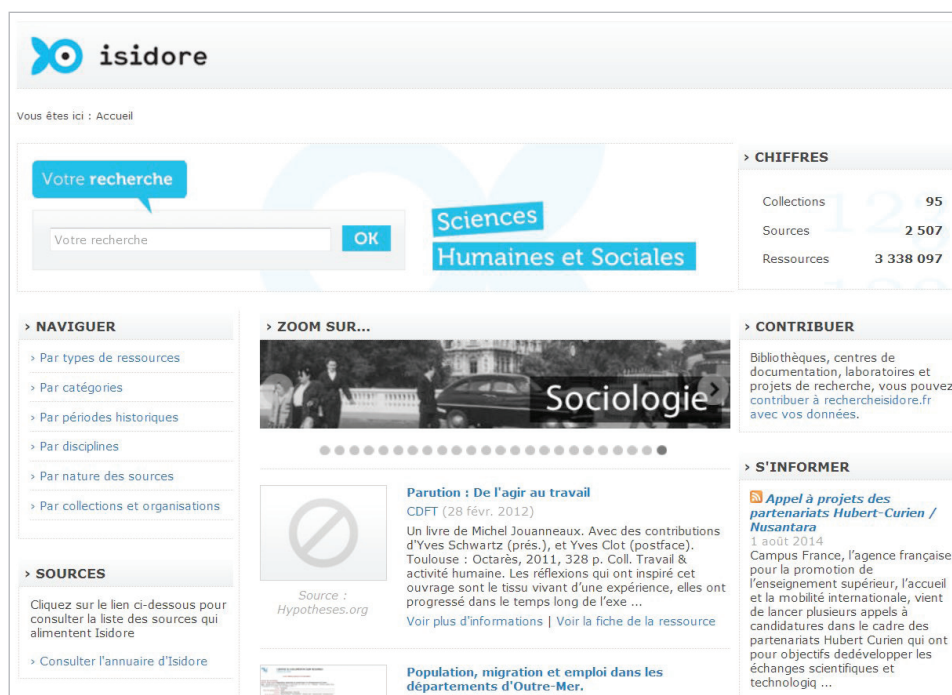 isidore
Vous êtes ici : Accueil
Votre recherche
Votre recherche
OK
Sciences
Humaines et Sociales
› CHIFFRES
Collections 95
Sources 2 507
Ressources 3 338 097
› NAVIGUER
› Par types de ressources
› Par catégories
› Par périodes historiques
› Par disciplines
› Par nature des sources
› Par collections et organisations
› SOURCES
Cliquez sur le lien ci-dessous pour
consulter la liste des sources qui
alimentent Isidore
› Consulter l'annuaire d'Isidore
› ZOOM SUR...
Sociologie
Parution : De l'agir au travail
CDFT (28 févr. 2012)
Un livre de Michel Jouanneaux. Avec des contributions
d'Yves Schwartz (prés.), et Yves Clot (postface).
Toulouse : Octarès, 2011, 328 p. Coll. Travail &
activité humaine. Les réflexions qui ont inspiré cet
ouvrage sont le tissu vivant d'une expérience, elles ont
progressé dans le temps long de l'exe ...
Voir plus d'informations | Voir la fiche de la ressource
Source :
Hypotheses.org
Population, migration et emploi dans les
départements d'Outre-Mer.
› CONTRIBUER
Bibliothèques, centres de
documentation, laboratoires et
projets de recherche, vous pouvez
contribuer à rechercheisidore.fr
avec vos données.
› S'INFORMER
Appel à projets des
partenariats Hubert-Curien /
Nusantara
1 août 2014
Campus France, l'agence française
pour la promotion de
l'enseignement supérieur, l'accueil
et la mobilité internationale, vient
de lancer plusieurs appels à
candidatures dans le cadre des
partenariats Hubert Curien qui ont
pour objectifs dedévelopper les
échanges scientifiques et
technologiq ...